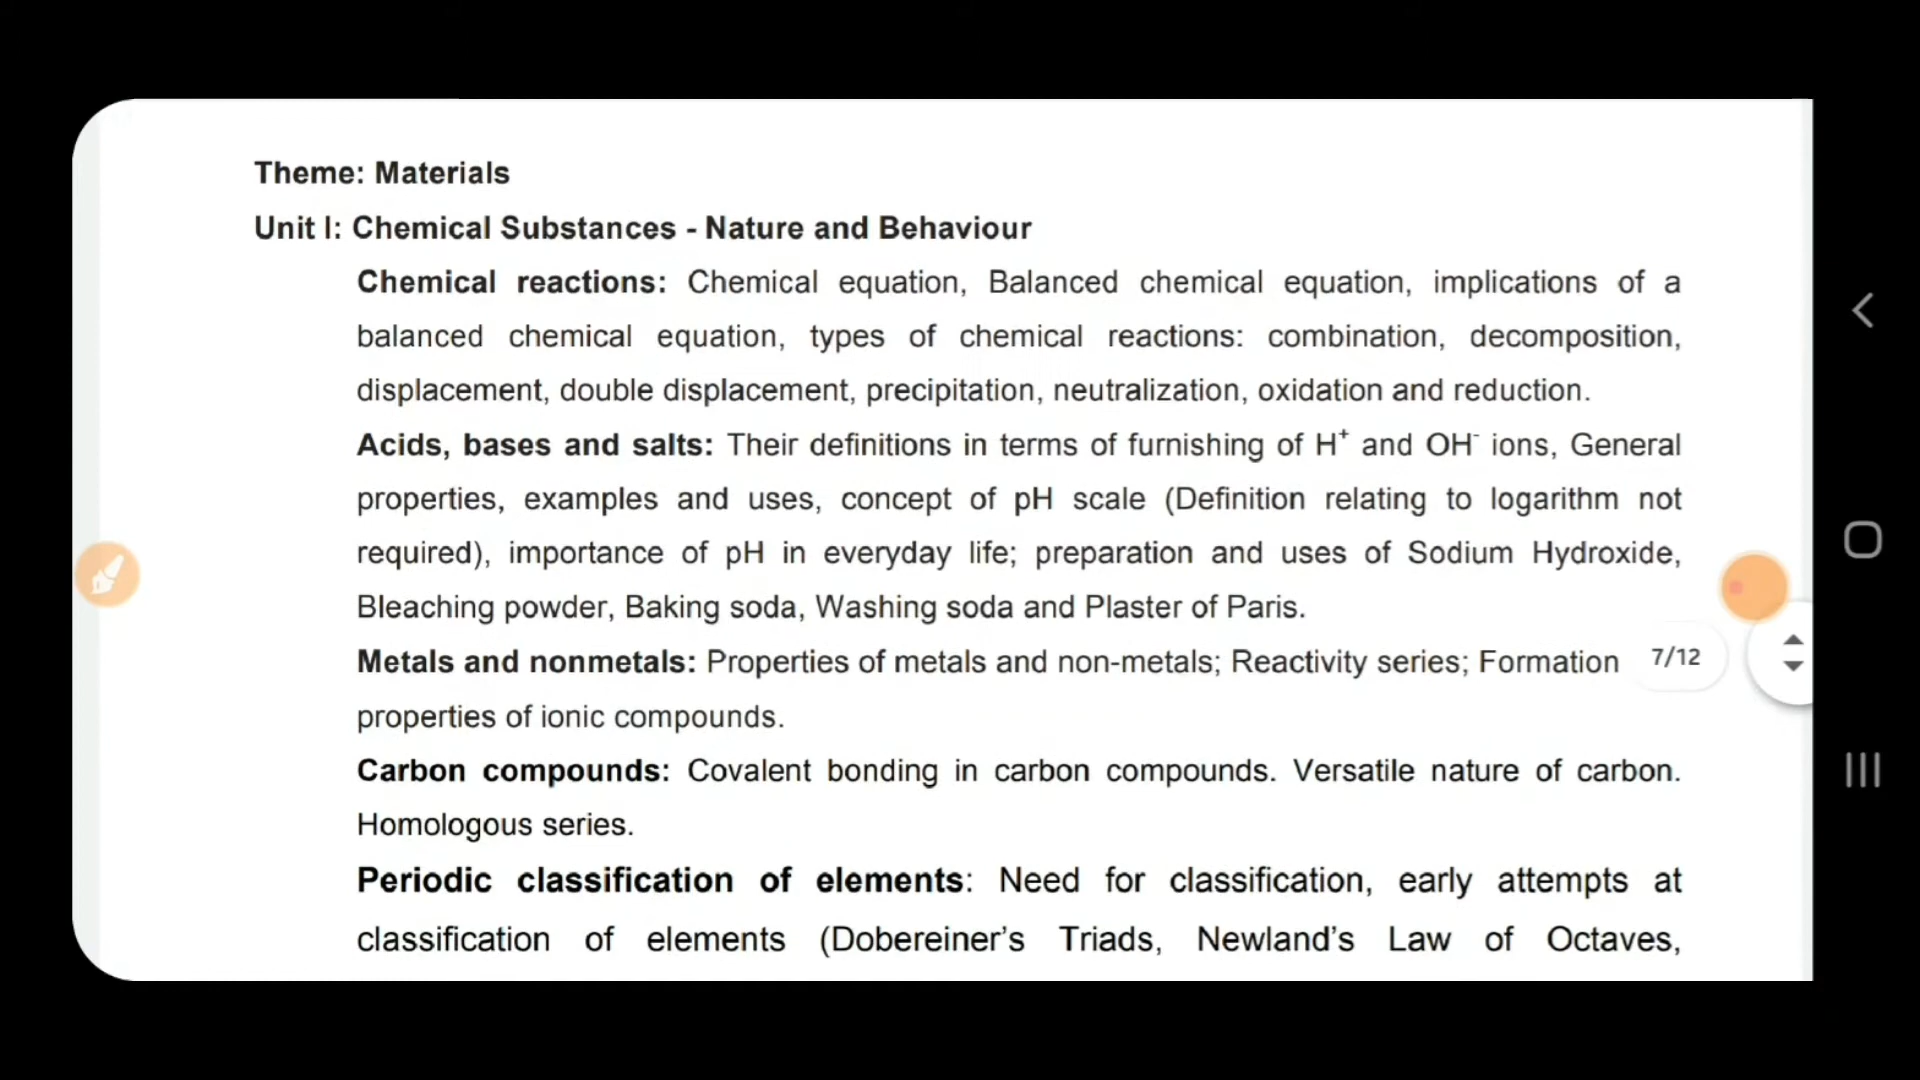 Theme: Materials
Unit I: Chemical Substances - Nature and Behaviour
Chemical reactions: Chemical equation, Balanced chemical equation, implications of a
balanced chemical equation, types of chemical reactions: combination, decomposition,
displacement, double displacement, precipitation, neutralization, oxidation and reduction.
Acids, bases and salts: Their definitions in terms of furnishing of H⁺ and OH⁻ ions, General
properties, examples and uses, concept of pH scale (Definition relating to logarithm not
required), importance of pH in everyday life; preparation and uses of Sodium Hydroxide,
Bleaching powder, Baking soda, Washing soda and Plaster of Paris.
Metals and nonmetals: Properties of metals and non-metals; Reactivity series; Formation
7/12
properties of ionic compounds.
Carbon compounds: Covalent bonding in carbon compounds. Versatile nature of carbon.
Homologous series.
Periodic classification of elements: Need for classification, early attempts at
classification of elements (Dobereiner’s Triads, Newland’s Law of Octaves,